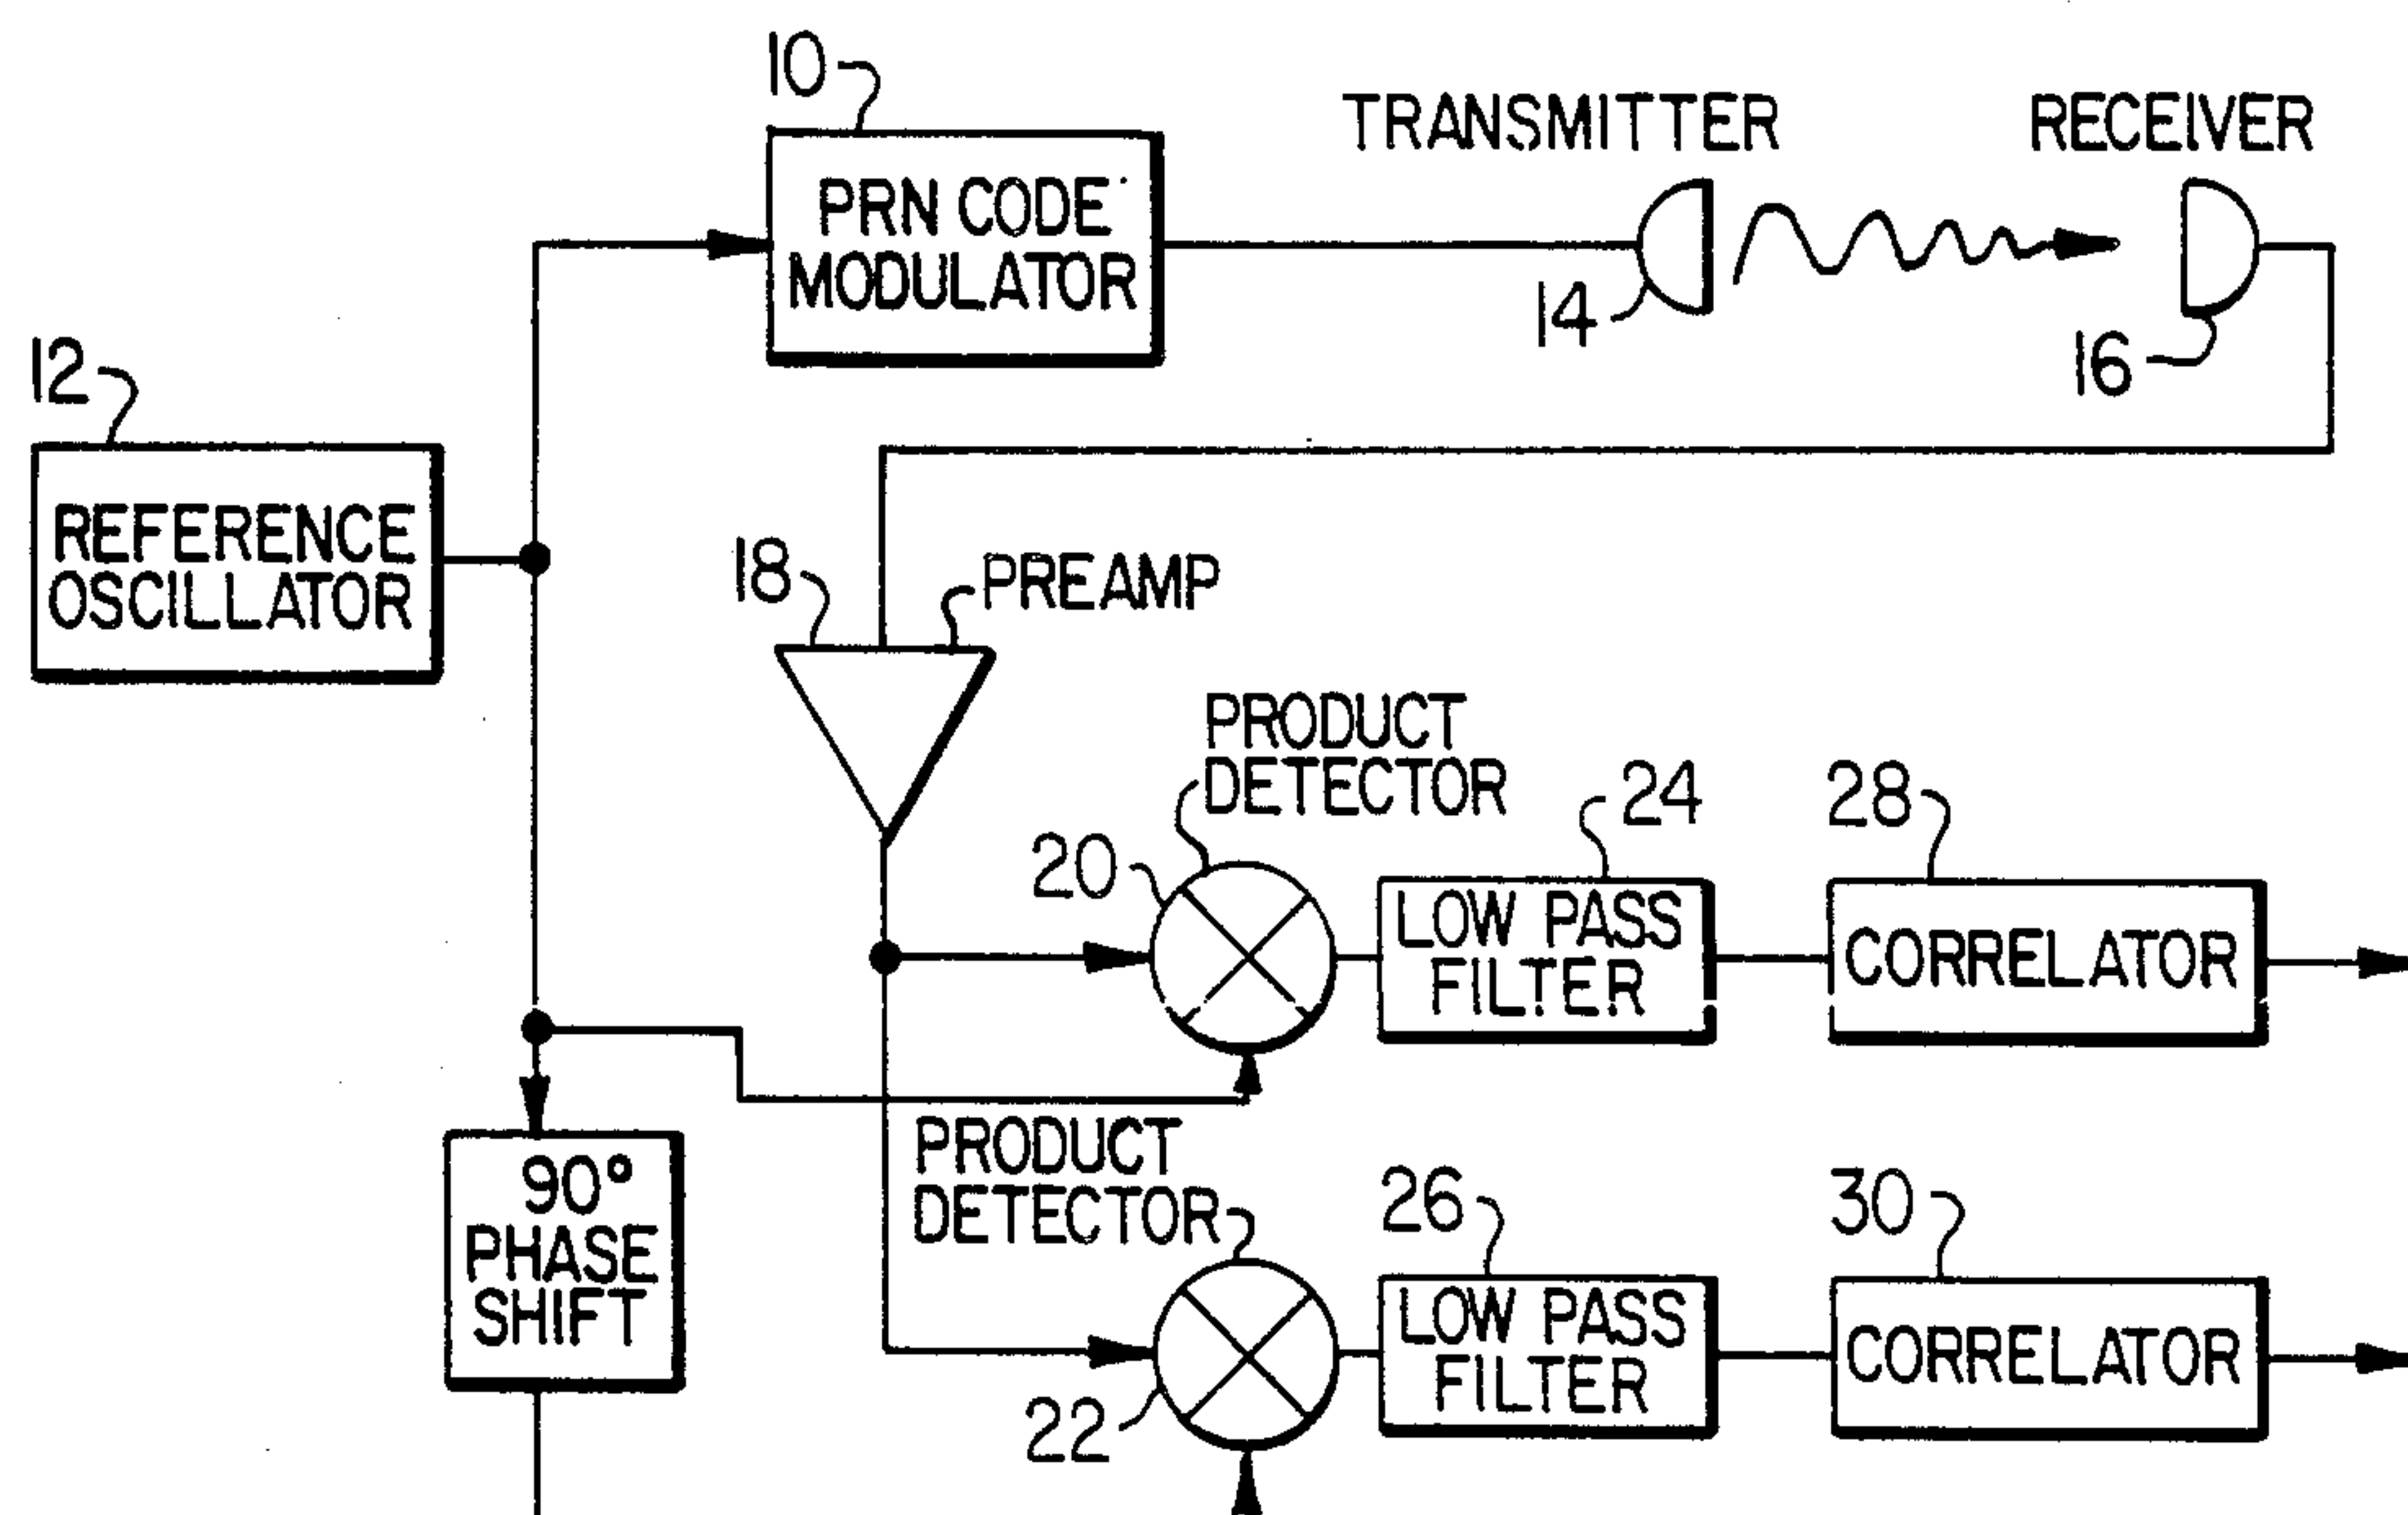 10
TRANSMITTER
RECEIVER
PRN CODE
MODULATOR
14
16
12
REFERENCE
OSCILLATOR
18
PREAMP
PRODUCT
DETECTOR
20
24
28
LOW PASS
FILTER
CORRELATOR
90°
PHASE
SHIFT
PRODUCT
DETECTOR
22
26
30
LOW PASS
FILTER
CORRELATOR